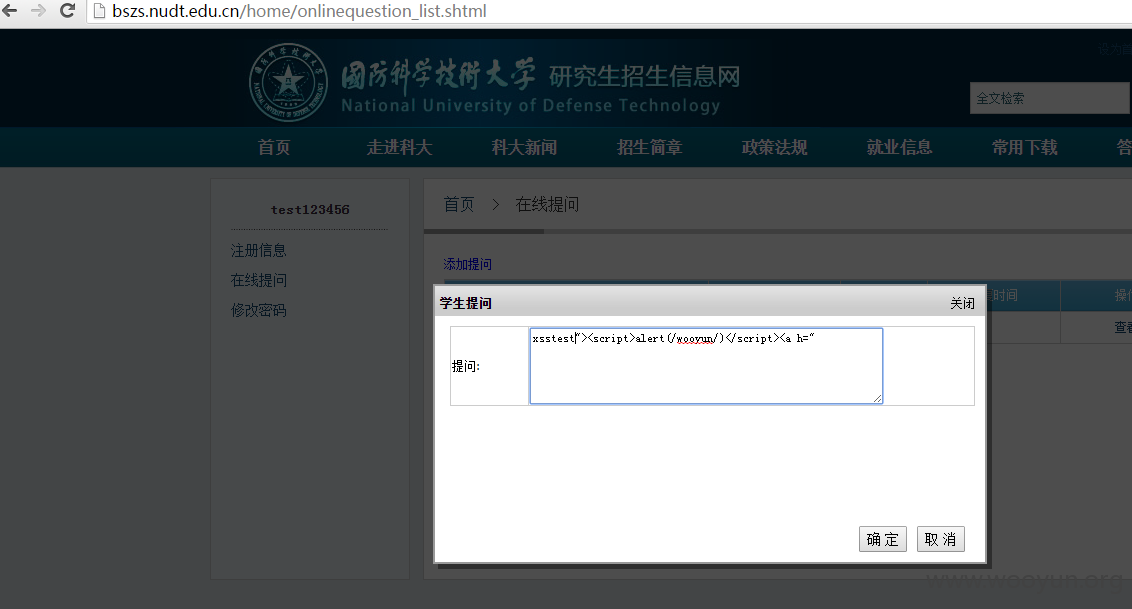 bszs.nudt.edu.cn/home/onlinequestion_list.shtml
國防科学技術大学 研究生招生信息网
National University of Defense Technology
全文检索
首页 走进科大 科大新闻 招生简章 政策法规 就业信息 常用下载 答
test123456
注册信息
在线提问
修改密码
首页 > 在线提问
添加提问
时间 操作
查看
学生提问 关闭
提问:
xsstest"><script>alert(/wooyun/)</script><a h="
确 定 取 消
www.wooyun.org